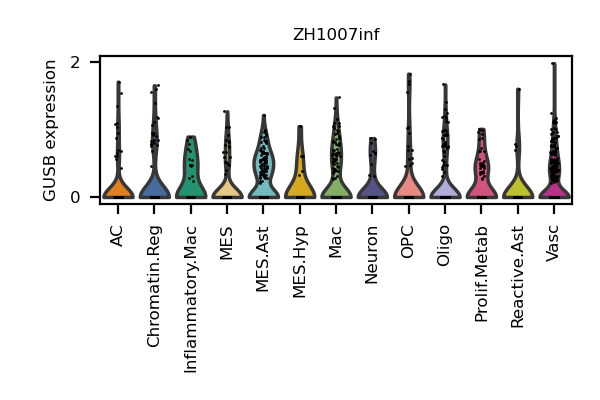 ZH1007inf
GUSB expression
2
0
AC
Chromatin.Reg
Inflammatory.Mac
MES
MES.Ast
MES.Hyp
Mac
Neuron
OPC
Oligo
Prolif.Metab
Reactive.Ast
Vasc